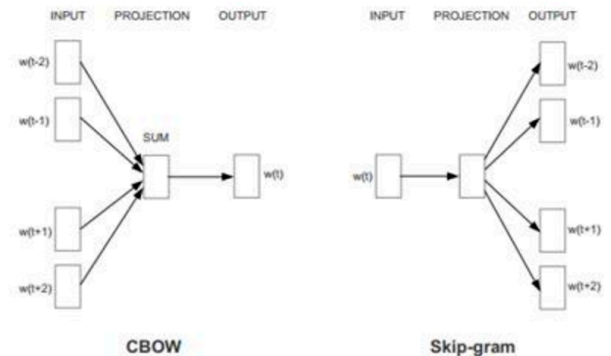 INPUT PROJECTION OUTPUT
w(t-2)
w(t-1)
SUM
w(t)
w(t+1)
w(t+2)
CBOW
INPUT PROJECTION OUTPUT
w(t-2)
w(t-1)
w(t)
w(t+1)
w(t+2)
Skip-gram